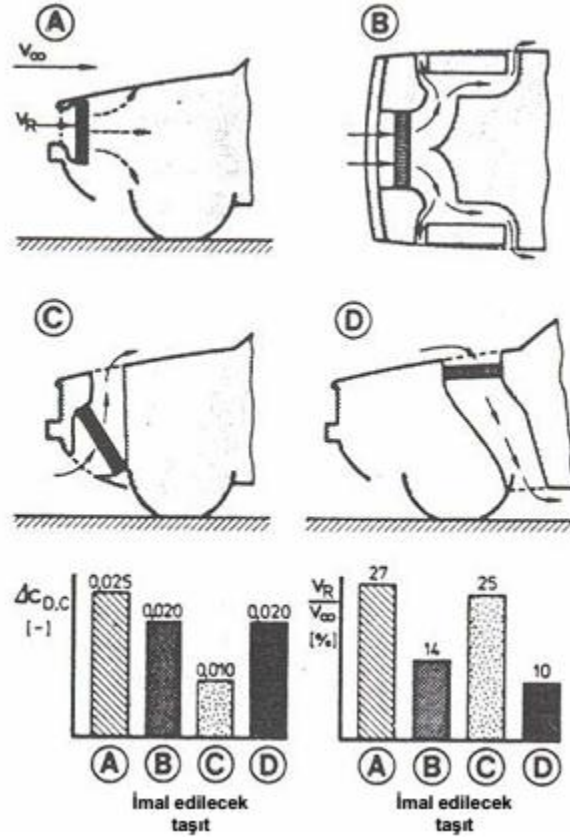 A
V∞
VR
B
C
D
ΔCD,C
[-]
0,025
0,020
0,010
0,020
A B C D
İmal edilecek
taşıt
VR
V∞
[%]
27
14
25
10
A B C D
İmal edilecek
taşıt